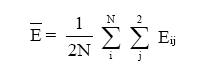 E̅ = 1/2N ∑_i^N ∑_j^2 E_ij